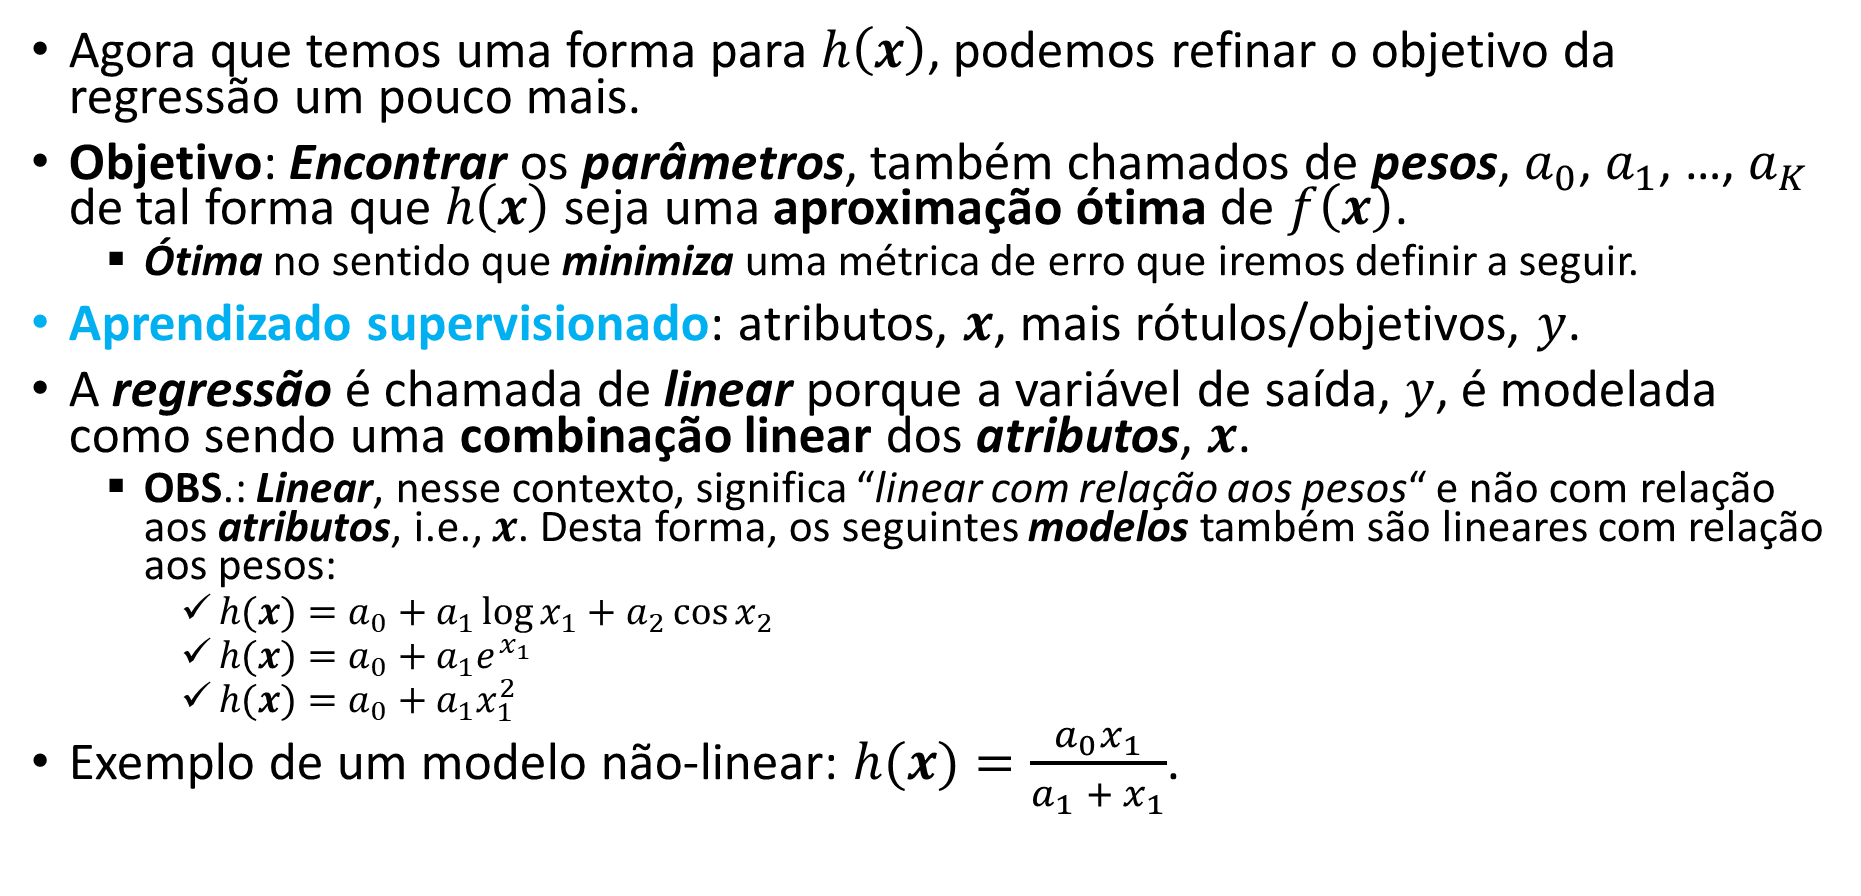 • Agora que temos uma forma para h(x), podemos refinar o objetivo da
regressão um pouco mais.
• Objetivo: Encontrar os parâmetros, também chamados de pesos, a₀, a₁, ..., a_K
de tal forma que h(x) seja uma aproximação ótima de f(x).
▪ Ótima no sentido que minimiza uma métrica de erro que iremos definir a seguir.
• Aprendizado supervisionado: atributos, x, mais rótulos/objetivos, y.
• A regressão é chamada de linear porque a variável de saída, y, é modelada
como sendo uma combinação linear dos atributos, x.
▪ OBS.: Linear, nesse contexto, significa “linear com relação aos pesos“ e não com relação
aos atributos, i.e., x. Desta forma, os seguintes modelos também são lineares com relação
aos pesos:
✓ h(x) = a₀ + a₁ log x₁ + a₂ cos x₂
✓ h(x) = a₀ + a₁e^{x₁}
✓ h(x) = a₀ + a₁x₁²
• Exemplo de um modelo não-linear: h(x) = \frac{a₀x₁}{a₁ + x₁}.